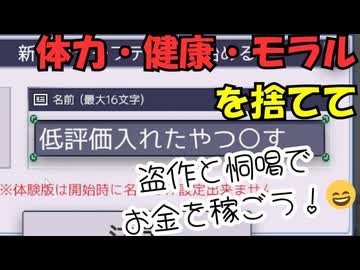 体力・健康・モラル
を捨てて
名前（最大16文字）
低評価入れたやつ〇す
盗作と恫喝で
お金を稼ごう！😄
※体験版は開始時に名
設定出来ません